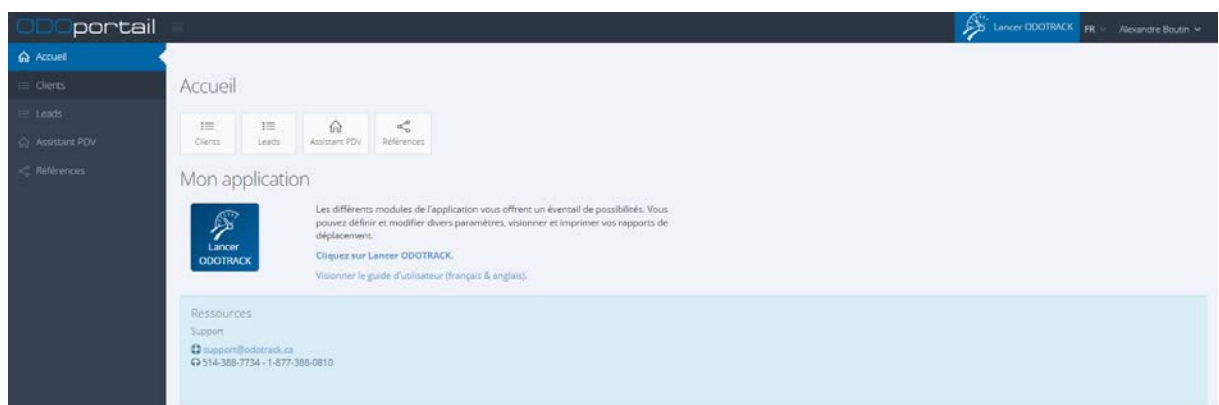 ODOportail
Lancer ODOTRACK
FR
Alexandre Boutin
Accueil
Clients
Leads
Assistant PDV
Références
Accueil
Clients
Leads
Assistant PDV
Références
Mon application
Lancer
ODOTRACK
Les différents modules de l'application vous offrent un éventail de possibilités. Vous
pouvez définir et modifier divers paramètres, visionner et imprimer vos rapports de
déplacement.
Cliquez sur Lancer ODOTRACK.
Visionner le guide d'utilisateur (français & anglais).
Ressources
Support
support@odotrack.ca
514-388-7734 - 1-877-388-0810